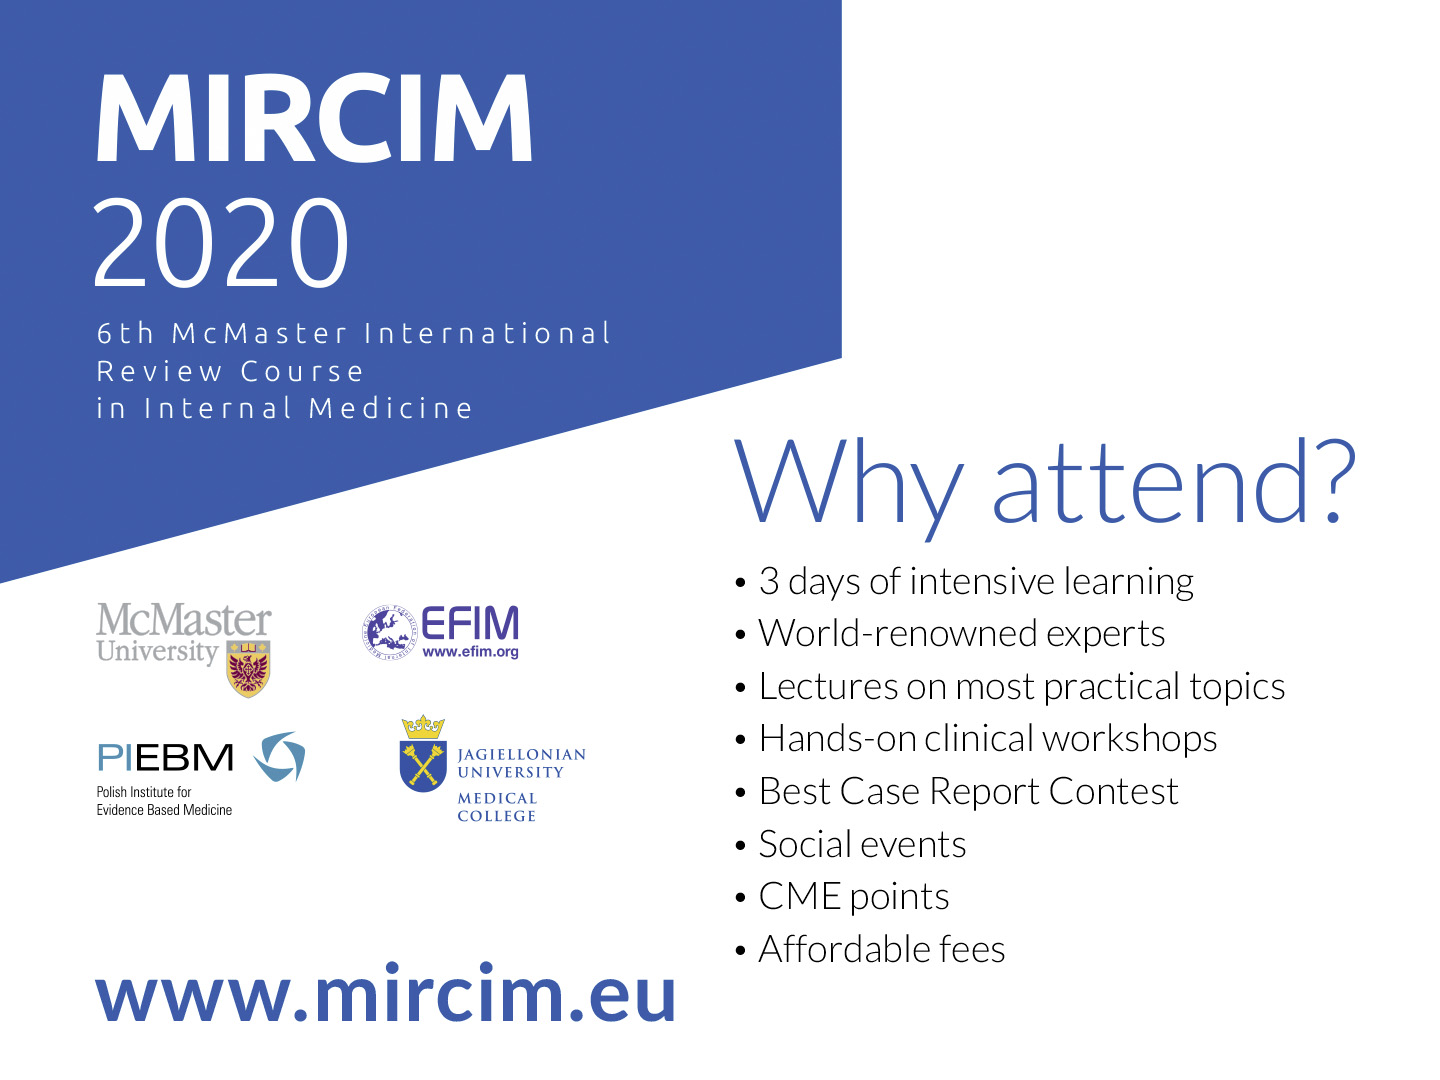 MIRCIM
2020
6th McMaster International
Review Course
in Internal Medicine
McMaster
University
EFIM
www.efim.org
PIEBM
Polish Institute for
Evidence Based Medicine
JAGIELLONIAN
UNIVERSITY
MEDICAL
COLLEGE
www.mircim.eu
Why attend?
• 3 days of intensive learning
• World-renowned experts
• Lectures on most practical topics
• Hands-on clinical workshops
• Best Case Report Contest
• Social events
• CME points
• Affordable fees